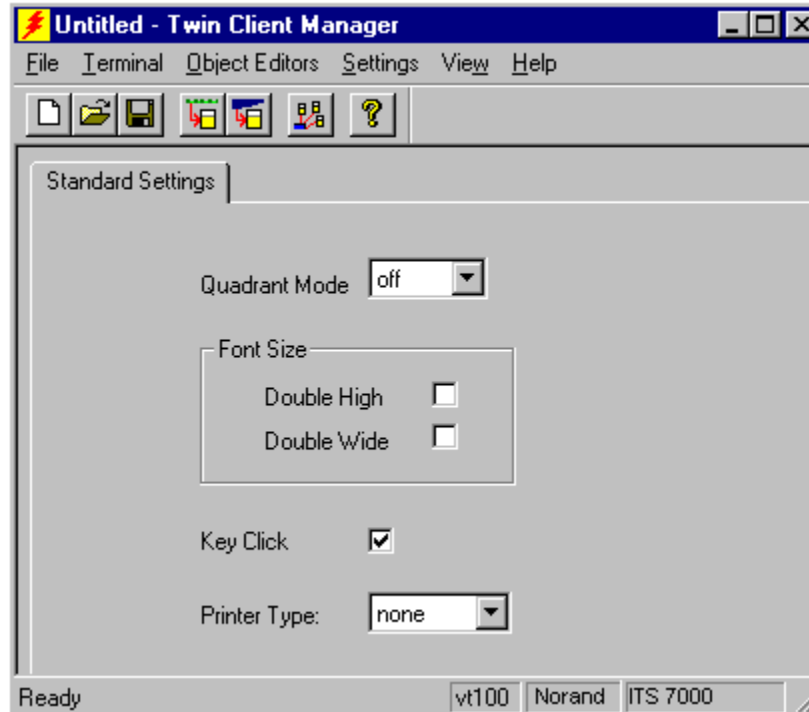 Untitled - Twin Client Manager
File Terminal Object Editors Settings View Help
Standard Settings
Quadrant Mode off
Font Size
Double High
Double Wide
Key Click
Printer Type: none
Ready vt100 Norand ITS 7000